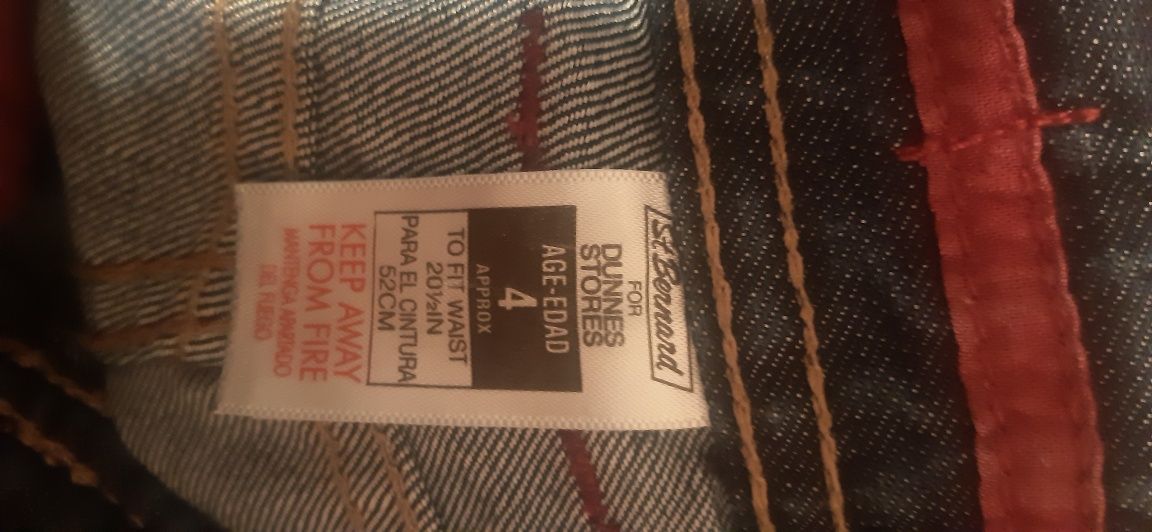 St. Bernard
FOR
DUNNES
STORES
AGE-EDAD
4
APPROX
TO FIT WAIST
20½IN
PARA EL CINTURA
52CM
KEEP AWAY
FROM FIRE
MANTENGA APARTADO
DEL FUEGO